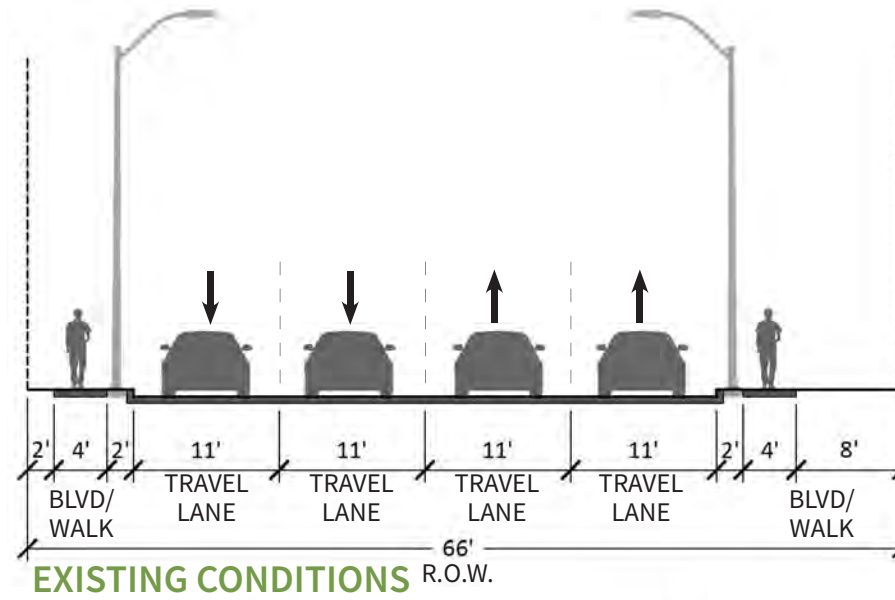 2' 4' 2' 11' 11' 11' 11' 2' 4' 8'
BLVD/
WALK
TRAVEL
LANE
TRAVEL
LANE
TRAVEL
LANE
TRAVEL
LANE
BLVD/
WALK
66'
R.O.W.
EXISTING CONDITIONS